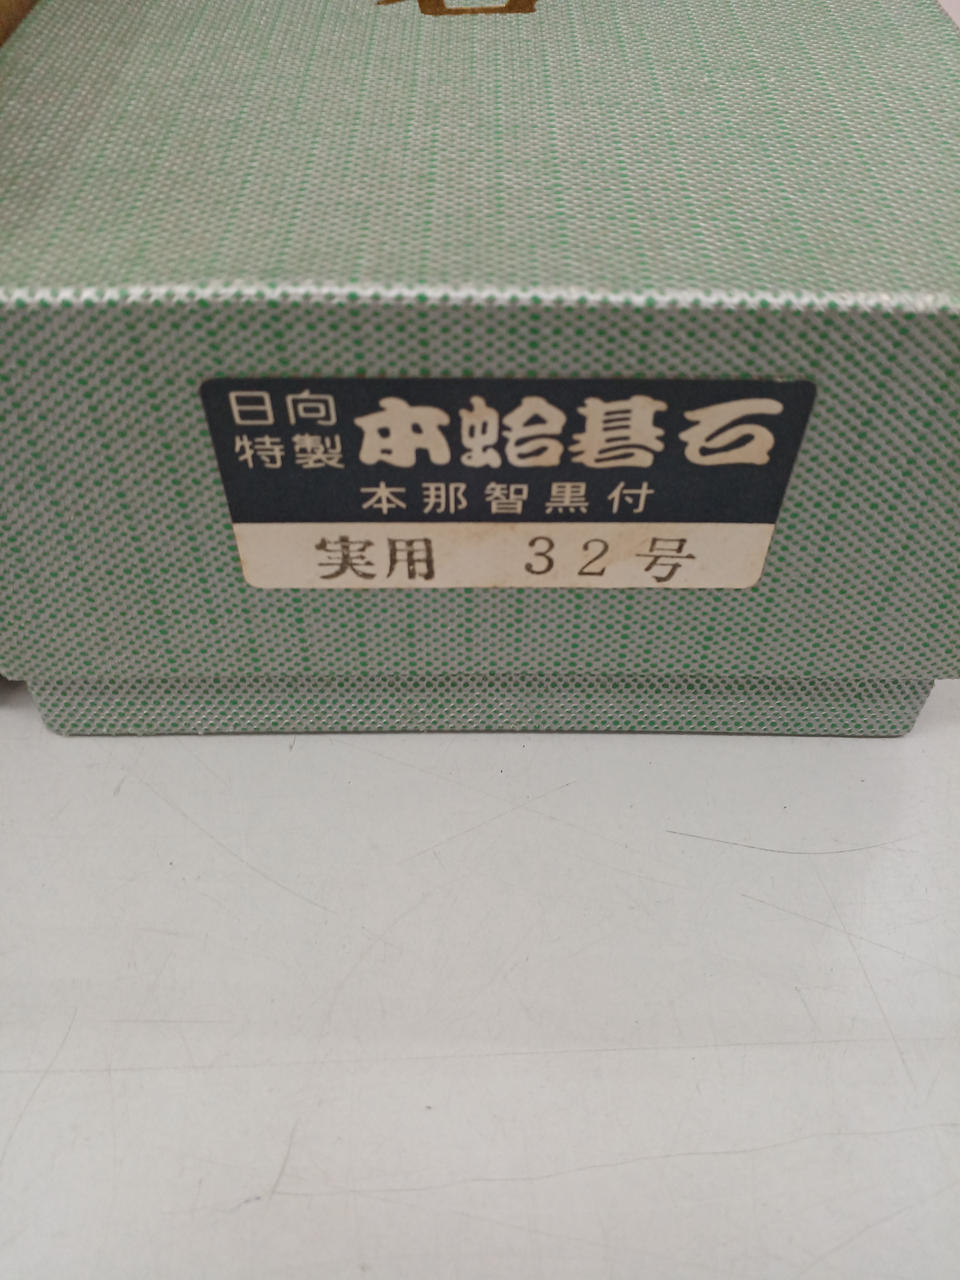 日向
特製
本蛤碁石
本那智黒付
実用 32号